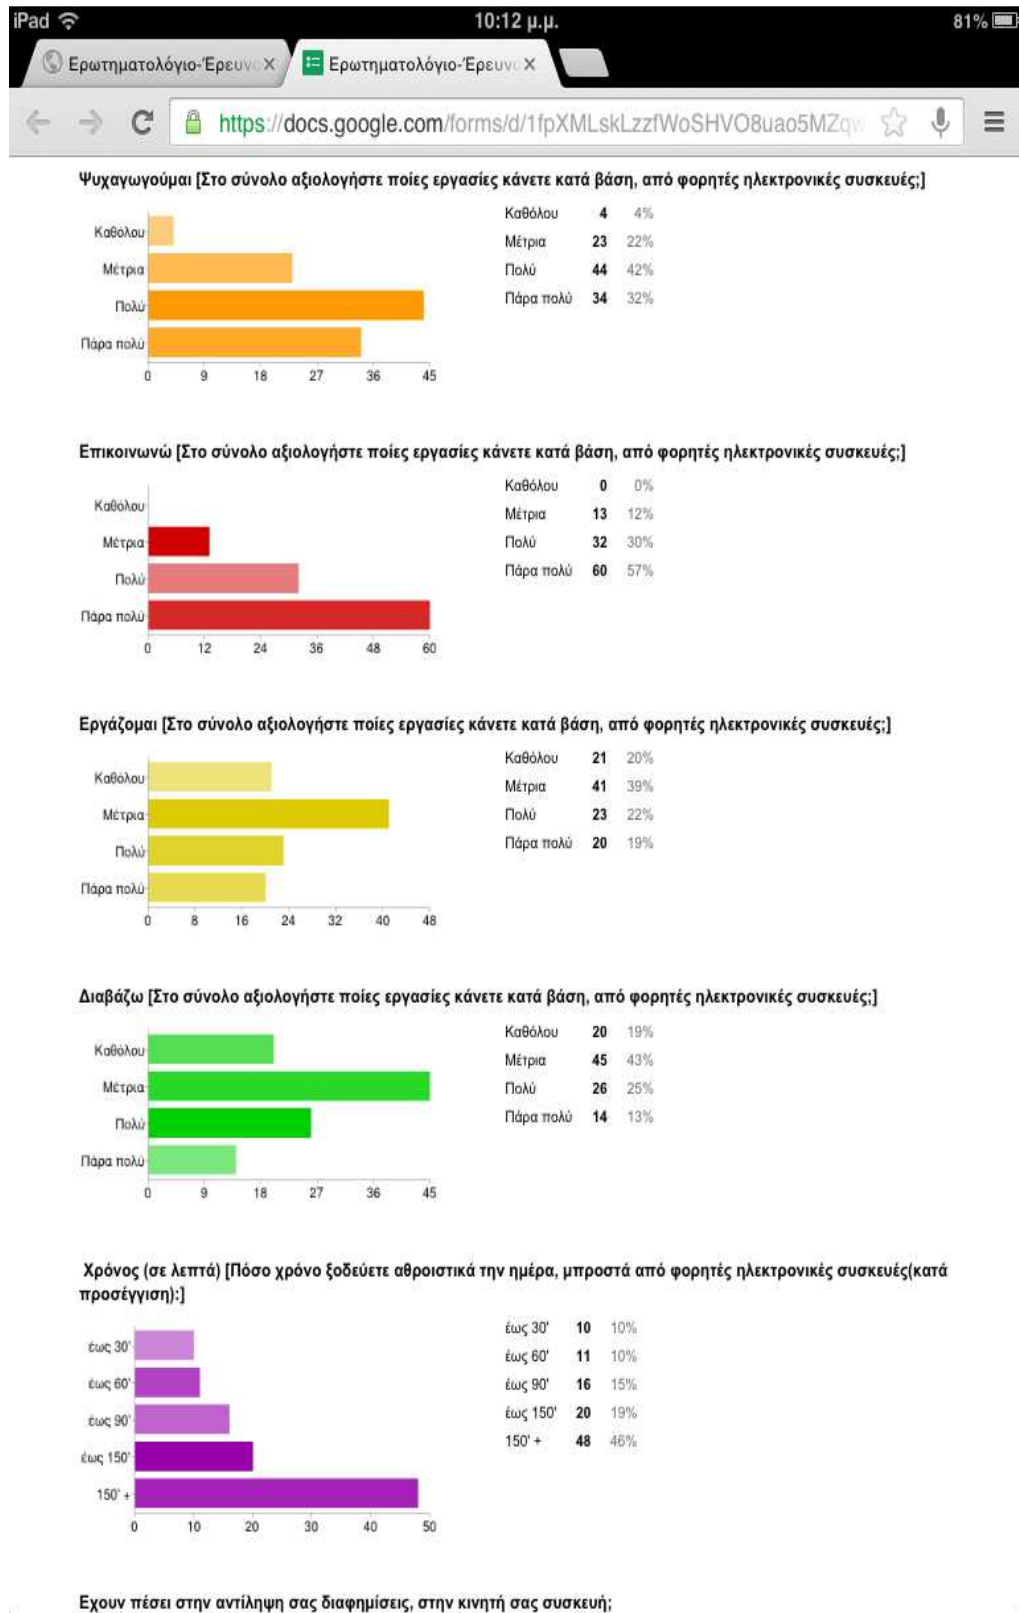 iPad 10:12 μ.μ. 81%
Ερωτηματολόγιο-Έρευνα Ερωτηματολόγιο-Έρευνα
https://docs.google.com/forms/d/1fpXMLskLzzfWoSHVO8uao5MZqw
Ψυχαγωγούμαι [Στο σύνολο αξιολογήστε ποίες εργασίες κάνετε κατά βάση, από φορητές ηλεκτρονικές συσκευές;]
Καθόλου
Μέτρια
Πολύ
Πάρα πολύ
0 9 18 27 36 45
Καθόλου 4 4%
Μέτρια 23 22%
Πολύ 44 42%
Πάρα πολύ 34 32%
Επικοινωνώ [Στο σύνολο αξιολογήστε ποίες εργασίες κάνετε κατά βάση, από φορητές ηλεκτρονικές συσκευές;]
Καθόλου
Μέτρια
Πολύ
Πάρα πολύ
0 12 24 36 48 60
Καθόλου 0 0%
Μέτρια 13 12%
Πολύ 32 30%
Πάρα πολύ 60 57%
Εργάζομαι [Στο σύνολο αξιολογήστε ποίες εργασίες κάνετε κατά βάση, από φορητές ηλεκτρονικές συσκευές;]
Καθόλου
Μέτρια
Πολύ
Πάρα πολύ
0 8 16 24 32 40 48
Καθόλου 21 20%
Μέτρια 41 39%
Πολύ 23 22%
Πάρα πολύ 20 19%
Διαβάζω [Στο σύνολο αξιολογήστε ποίες εργασίες κάνετε κατά βάση, από φορητές ηλεκτρονικές συσκευές;]
Καθόλου
Μέτρια
Πολύ
Πάρα πολύ
0 9 18 27 36 45
Καθόλου 20 19%
Μέτρια 45 43%
Πολύ 26 25%
Πάρα πολύ 14 13%
Χρόνος (σε λεπτά) [Πόσο χρόνο ξοδεύετε αθροιστικά την ημέρα, μπροστά από φορητές ηλεκτρονικές συσκευές(κατά
προσέγγιση):]
έως 30'
έως 60'
έως 90'
έως 150'
150' +
0 10 20 30 40 50
έως 30' 10 10%
έως 60' 11 10%
έως 90' 16 15%
έως 150' 20 19%
150' + 48 46%
Εχουν πέσει στην αντίληψη σας διαφημίσεις, στην κινητή σας συσκευή;